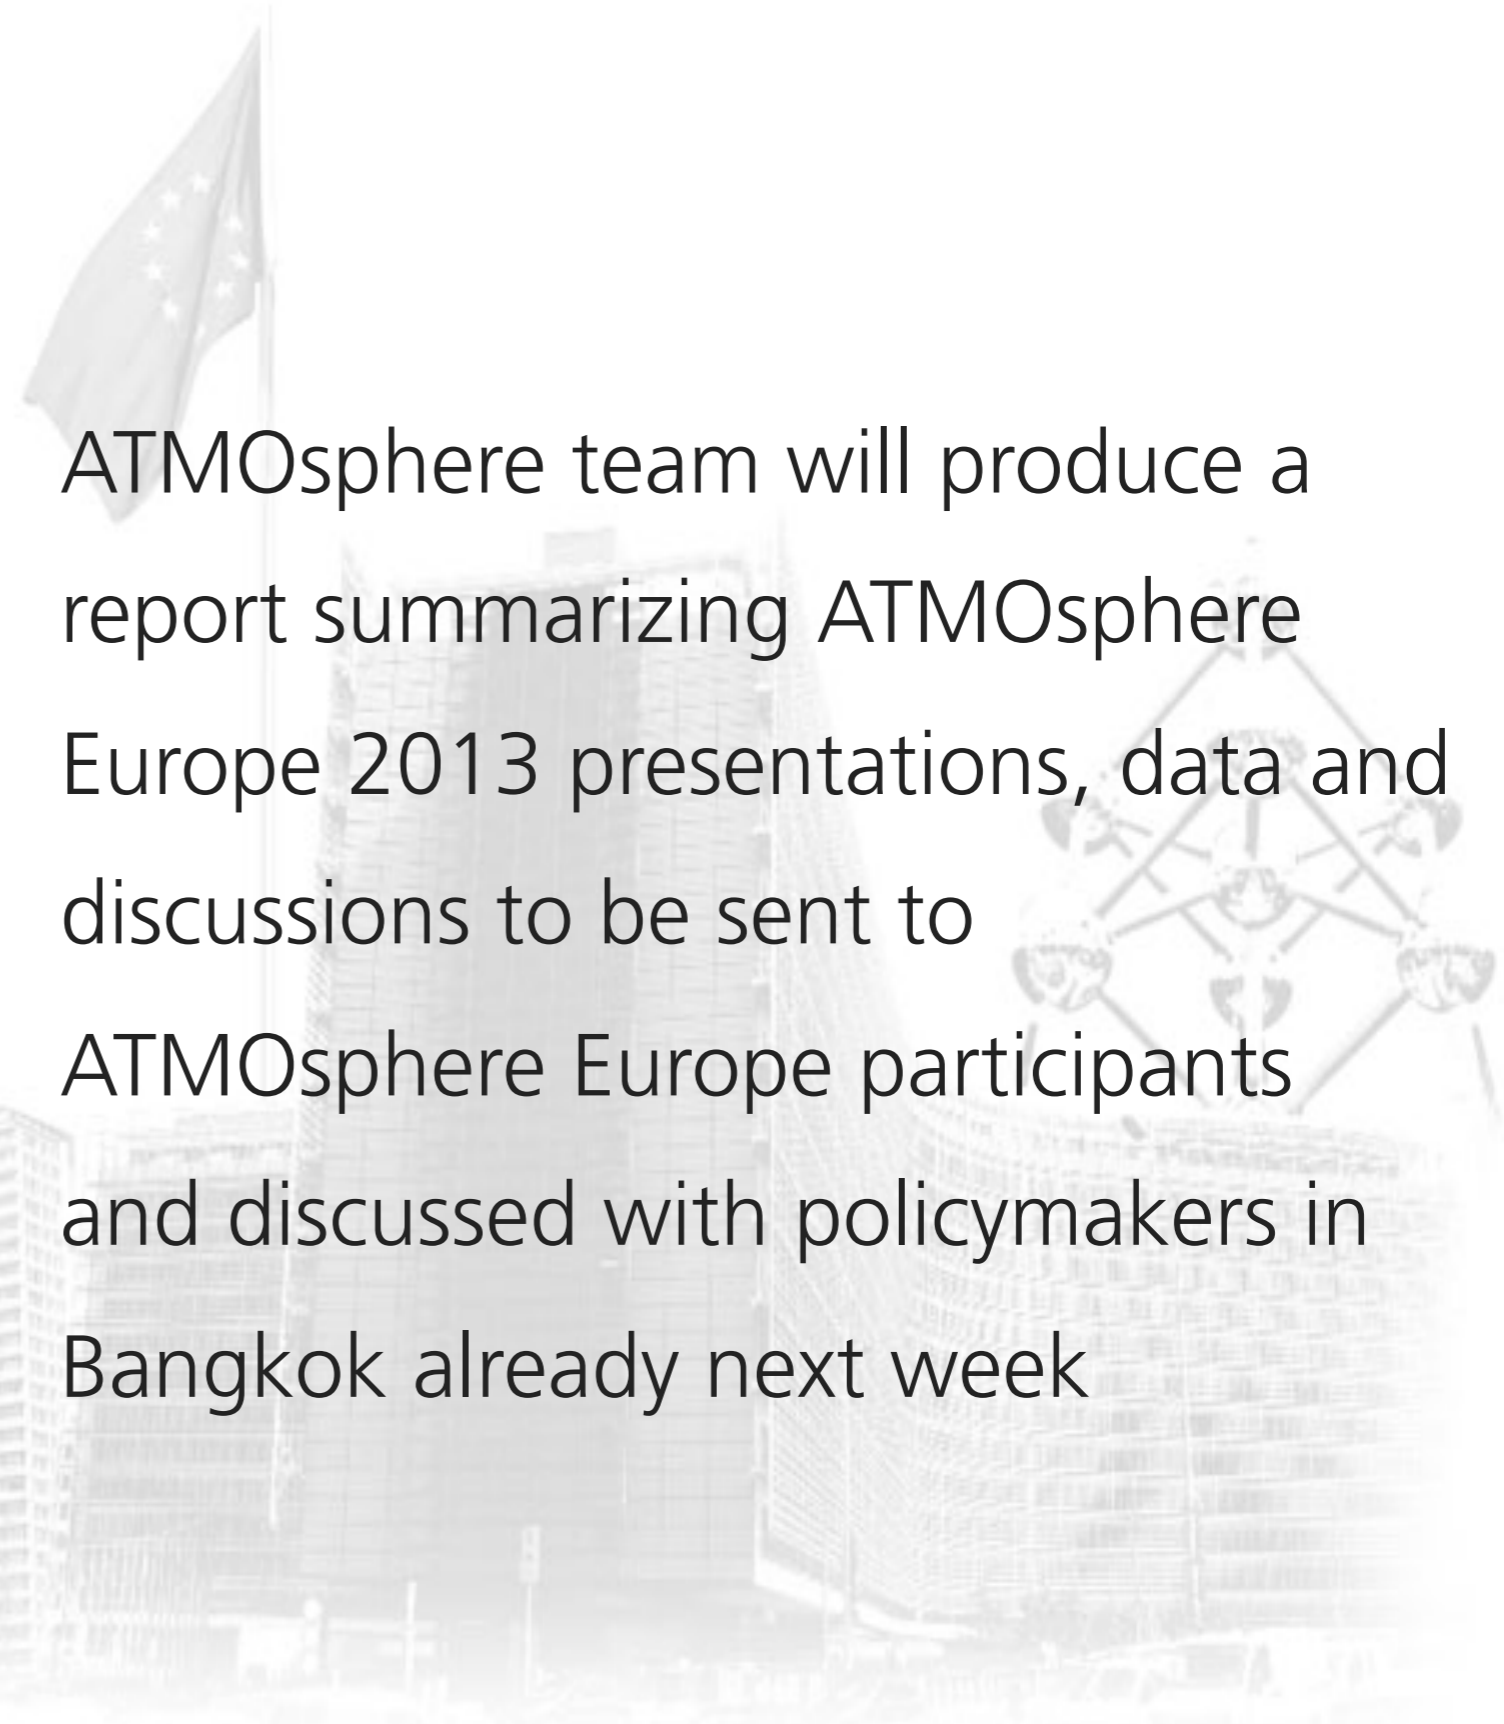 ATMOsphere team will produce a
report summarizing ATMOsphere
Europe 2013 presentations, data and
discussions to be sent to
ATMOsphere Europe participants
and discussed with policymakers in
Bangkok already next week